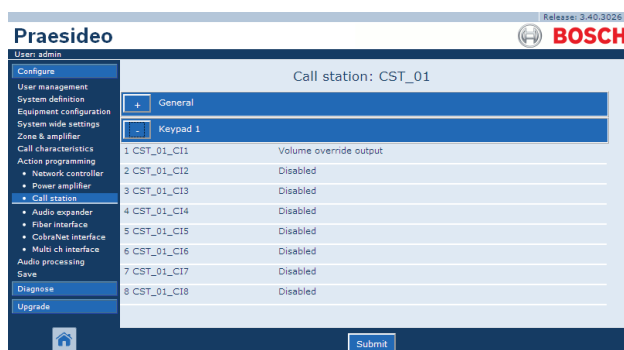 Release: 3.40.3026
Praesideo
BOSCH
User: admin
Configure
User management
System definition
Equipment configuration
System wide settings
Zone & amplifier
Call characteristics
Action programming
• Network controller
• Power amplifier
• Call station
• Audio expander
• Fiber interface
• CobraNet interface
• Multi ch interface
Audio processing
Save
Diagnose
Upgrade
Call station: CST_01
+ General
- Keypad 1
1 CST_01_CI1 Volume override output
2 CST_01_CI2 Disabled
3 CST_01_CI3 Disabled
4 CST_01_CI4 Disabled
5 CST_01_CI5 Disabled
6 CST_01_CI6 Disabled
7 CST_01_CI7 Disabled
8 CST_01_CI8 Disabled
Submit